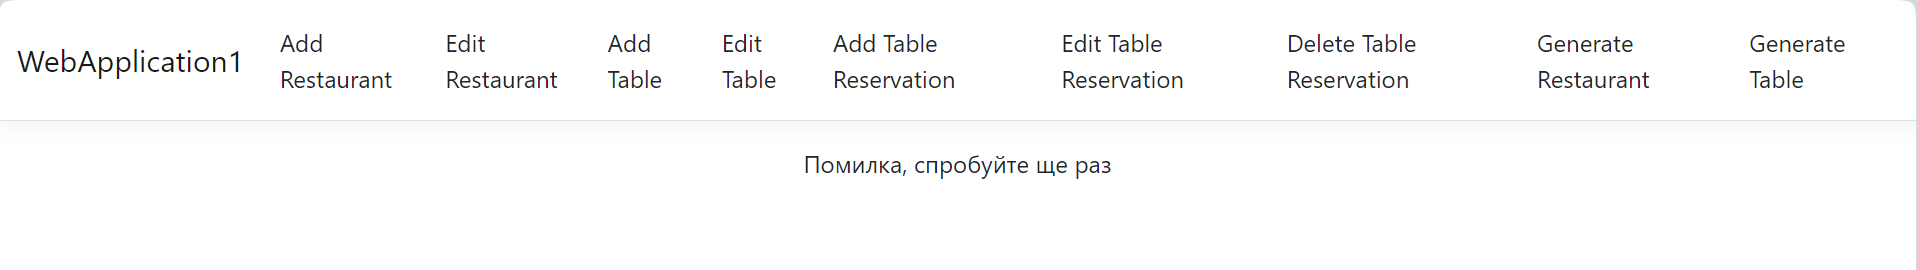 WebApplication1
Add
Restaurant
Edit
Restaurant
Add
Table
Edit
Table
Add Table
Reservation
Edit Table
Reservation
Delete Table
Reservation
Generate
Restaurant
Generate
Table
Помилка, спробуйте ще раз